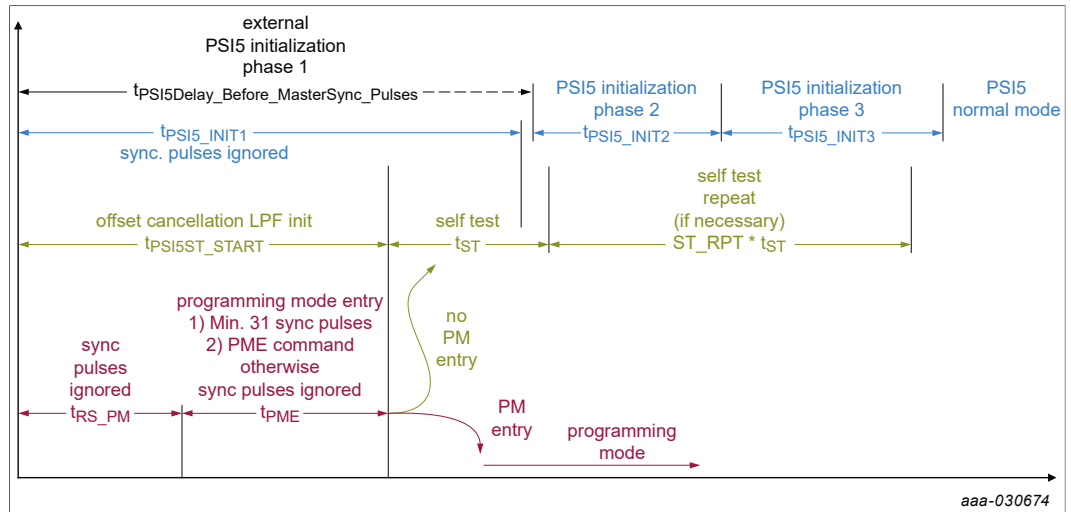 external
PSI5 initialization
phase 1
tPSI5Delay_Before_MasterSync_Pulses
PSI5 initialization
phase 2
tPSI5_INIT2
PSI5 initialization
phase 3
tPSI5_INIT3
PSI5
normal mode
tPSI5_INIT1
sync. pulses ignored
offset cancellation LPF init
tPSI5ST_START
self test
tST
self test
repeat
(if necessary)
ST_RPT * tST
sync
pulses
ignored
tRS_PM
programming mode entry
1) Min. 31 sync pulses
2) PME command
otherwise
sync pulses ignored
tPME
no
PM
entry
PM
entry
programming
mode
aaa-030674